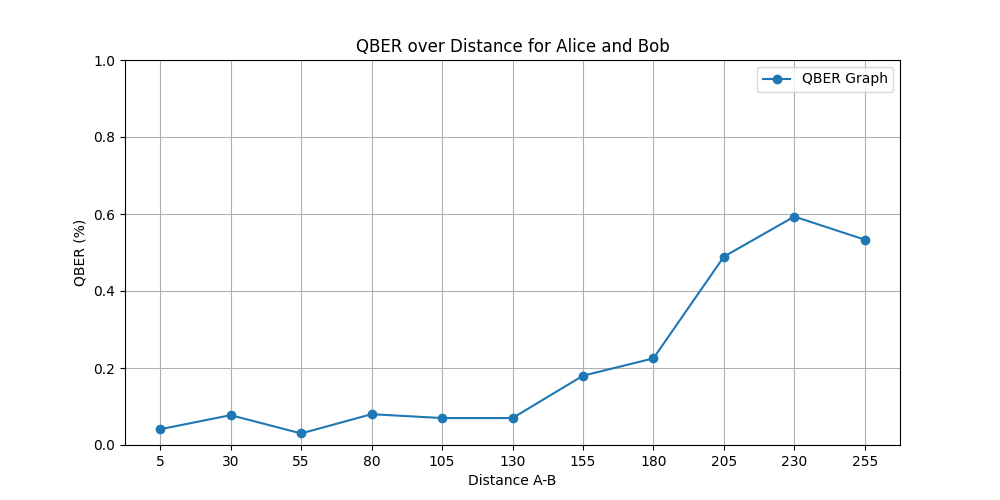 QBER over Distance for Alice and Bob
QBER Graph
QBER (%)
1.0
0.8
0.6
0.4
0.2
0.0
5 30 55 80 105 130 155 180 205 230 255
Distance A-B